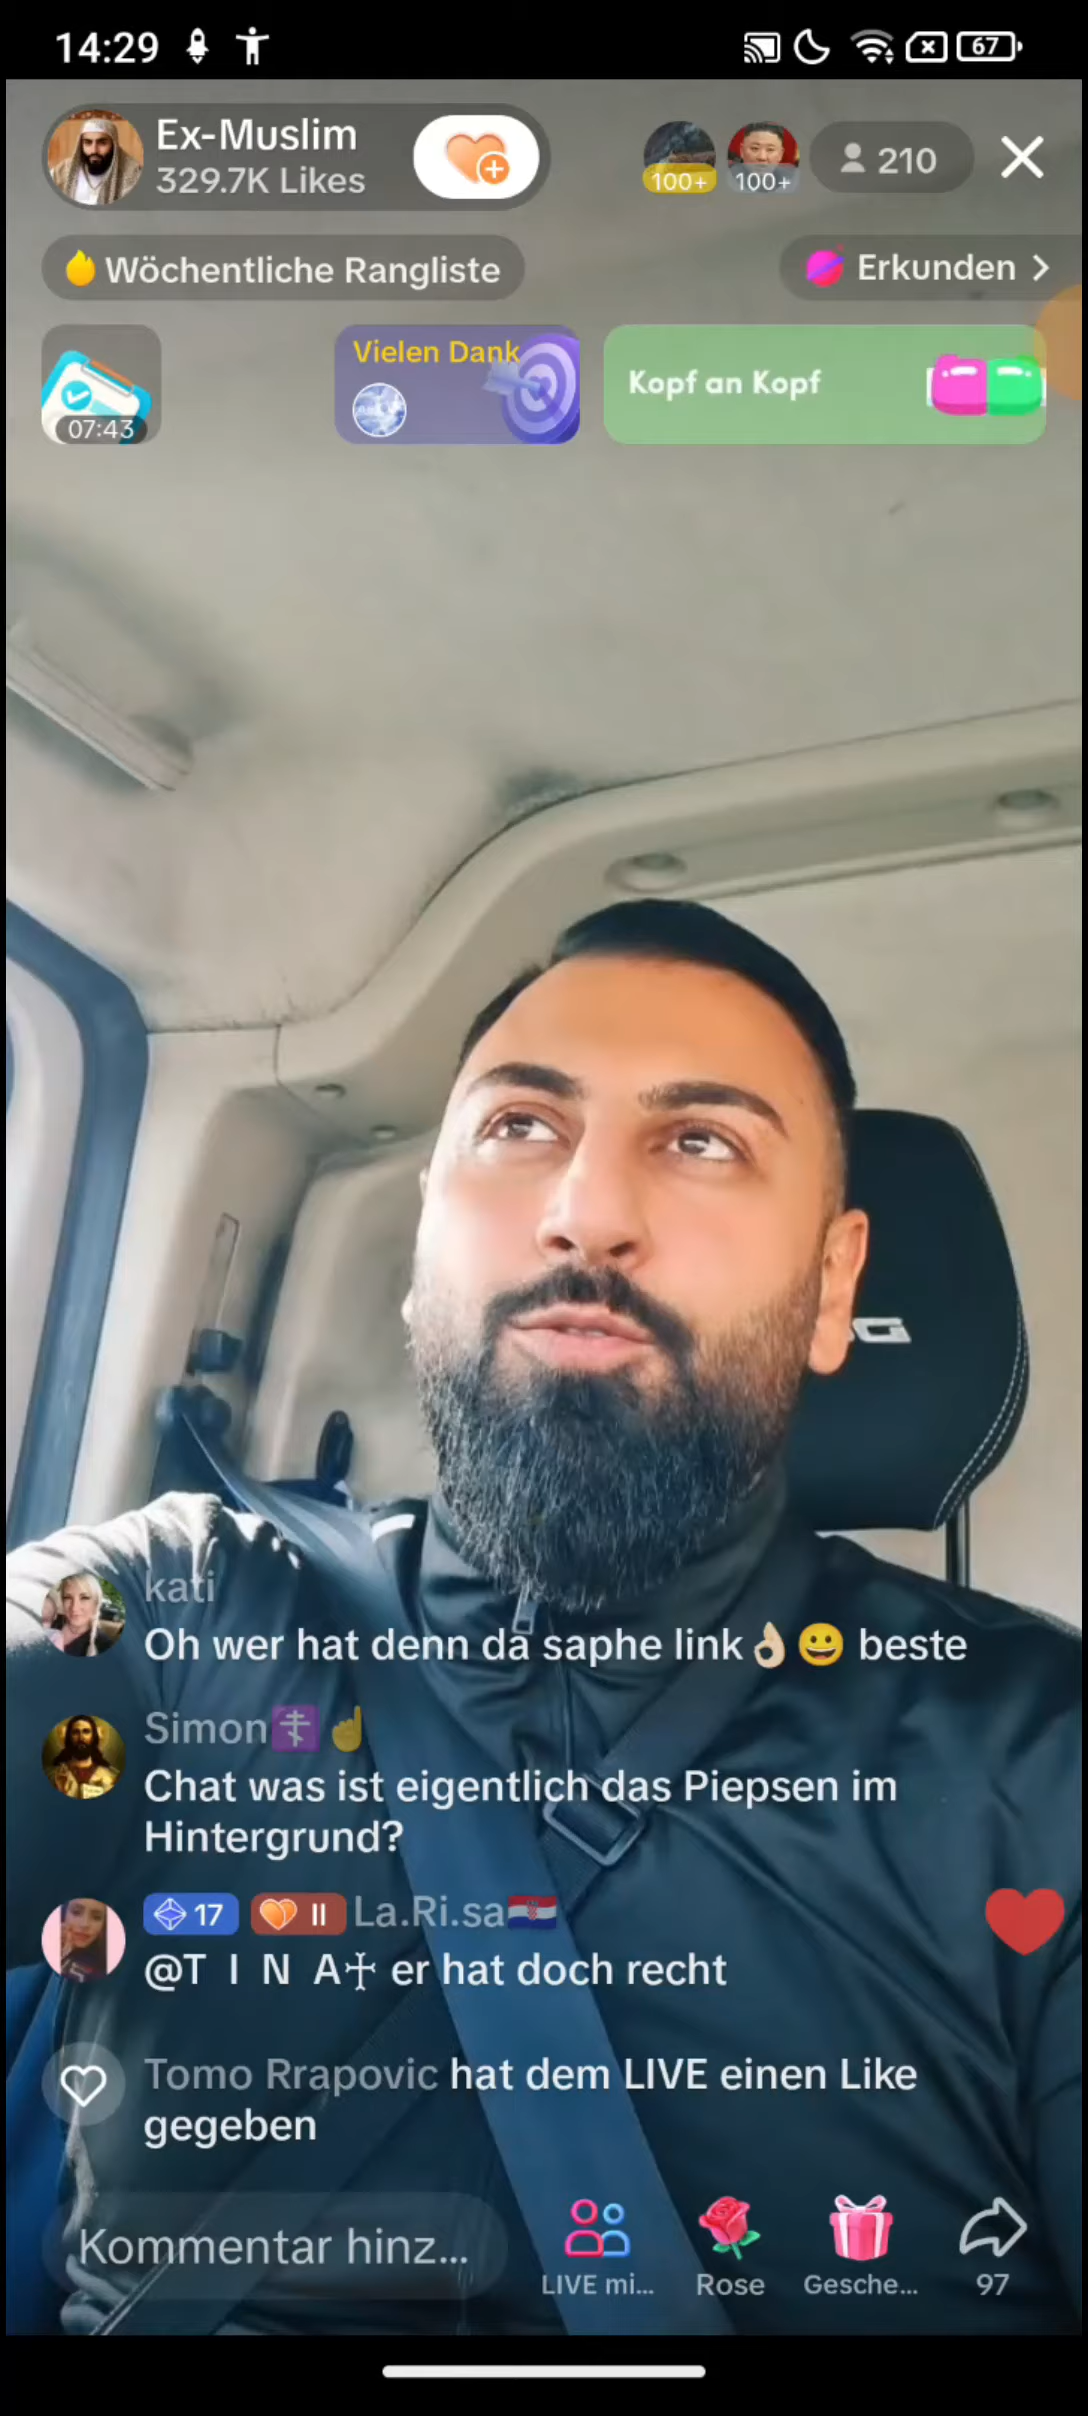 14:29
67
Ex-Muslim
329.7K Likes
100+
100+
210
Wöchentliche Rangliste
Erkunden >
07:43
Vielen Dank
Kopf an Kopf
kati
Oh wer hat denn da saphe link👌🏻😀 beste
Simon☦️☝️
Chat was ist eigentlich das Piepsen im
Hintergrund?
17 II La.Ri.sa🇭🇷
@T I N A☥ er hat doch recht
Tomo Rrapovic hat dem LIVE einen Like
gegeben
Kommentar hinz...
LIVE mi...
Rose
Gesche...
97